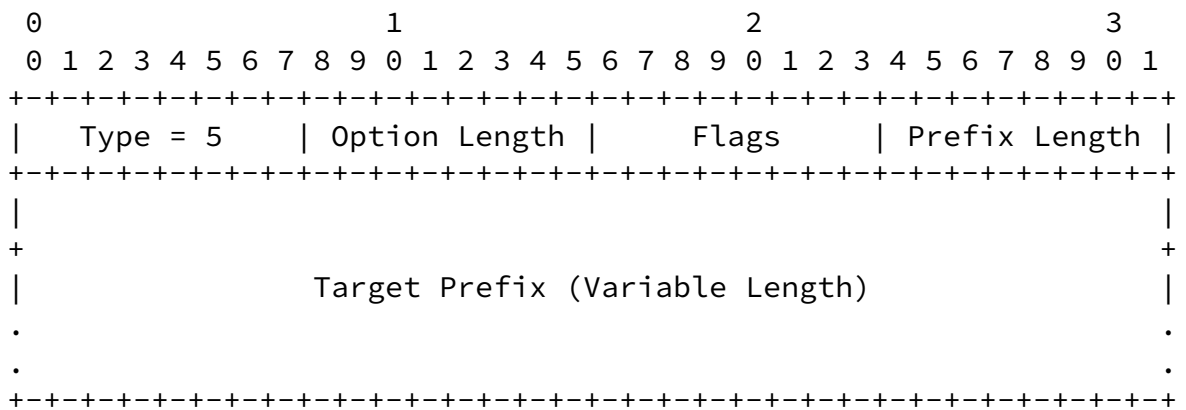 0                   1                   2                   3
 0 1 2 3 4 5 6 7 8 9 0 1 2 3 4 5 6 7 8 9 0 1 2 3 4 5 6 7 8 9 0 1
+-+-+-+-+-+-+-+-+-+-+-+-+-+-+-+-+-+-+-+-+-+-+-+-+-+-+-+-+-+-+-+-+
|   Type = 5    | Option Length |     Flags     | Prefix Length |
+-+-+-+-+-+-+-+-+-+-+-+-+-+-+-+-+-+-+-+-+-+-+-+-+-+-+-+-+-+-+-+-+
|                                                               |
+                                                               +
|                Target Prefix (Variable Length)                |
.                                                               .
.                                                               .
+-+-+-+-+-+-+-+-+-+-+-+-+-+-+-+-+-+-+-+-+-+-+-+-+-+-+-+-+-+-+-+-+